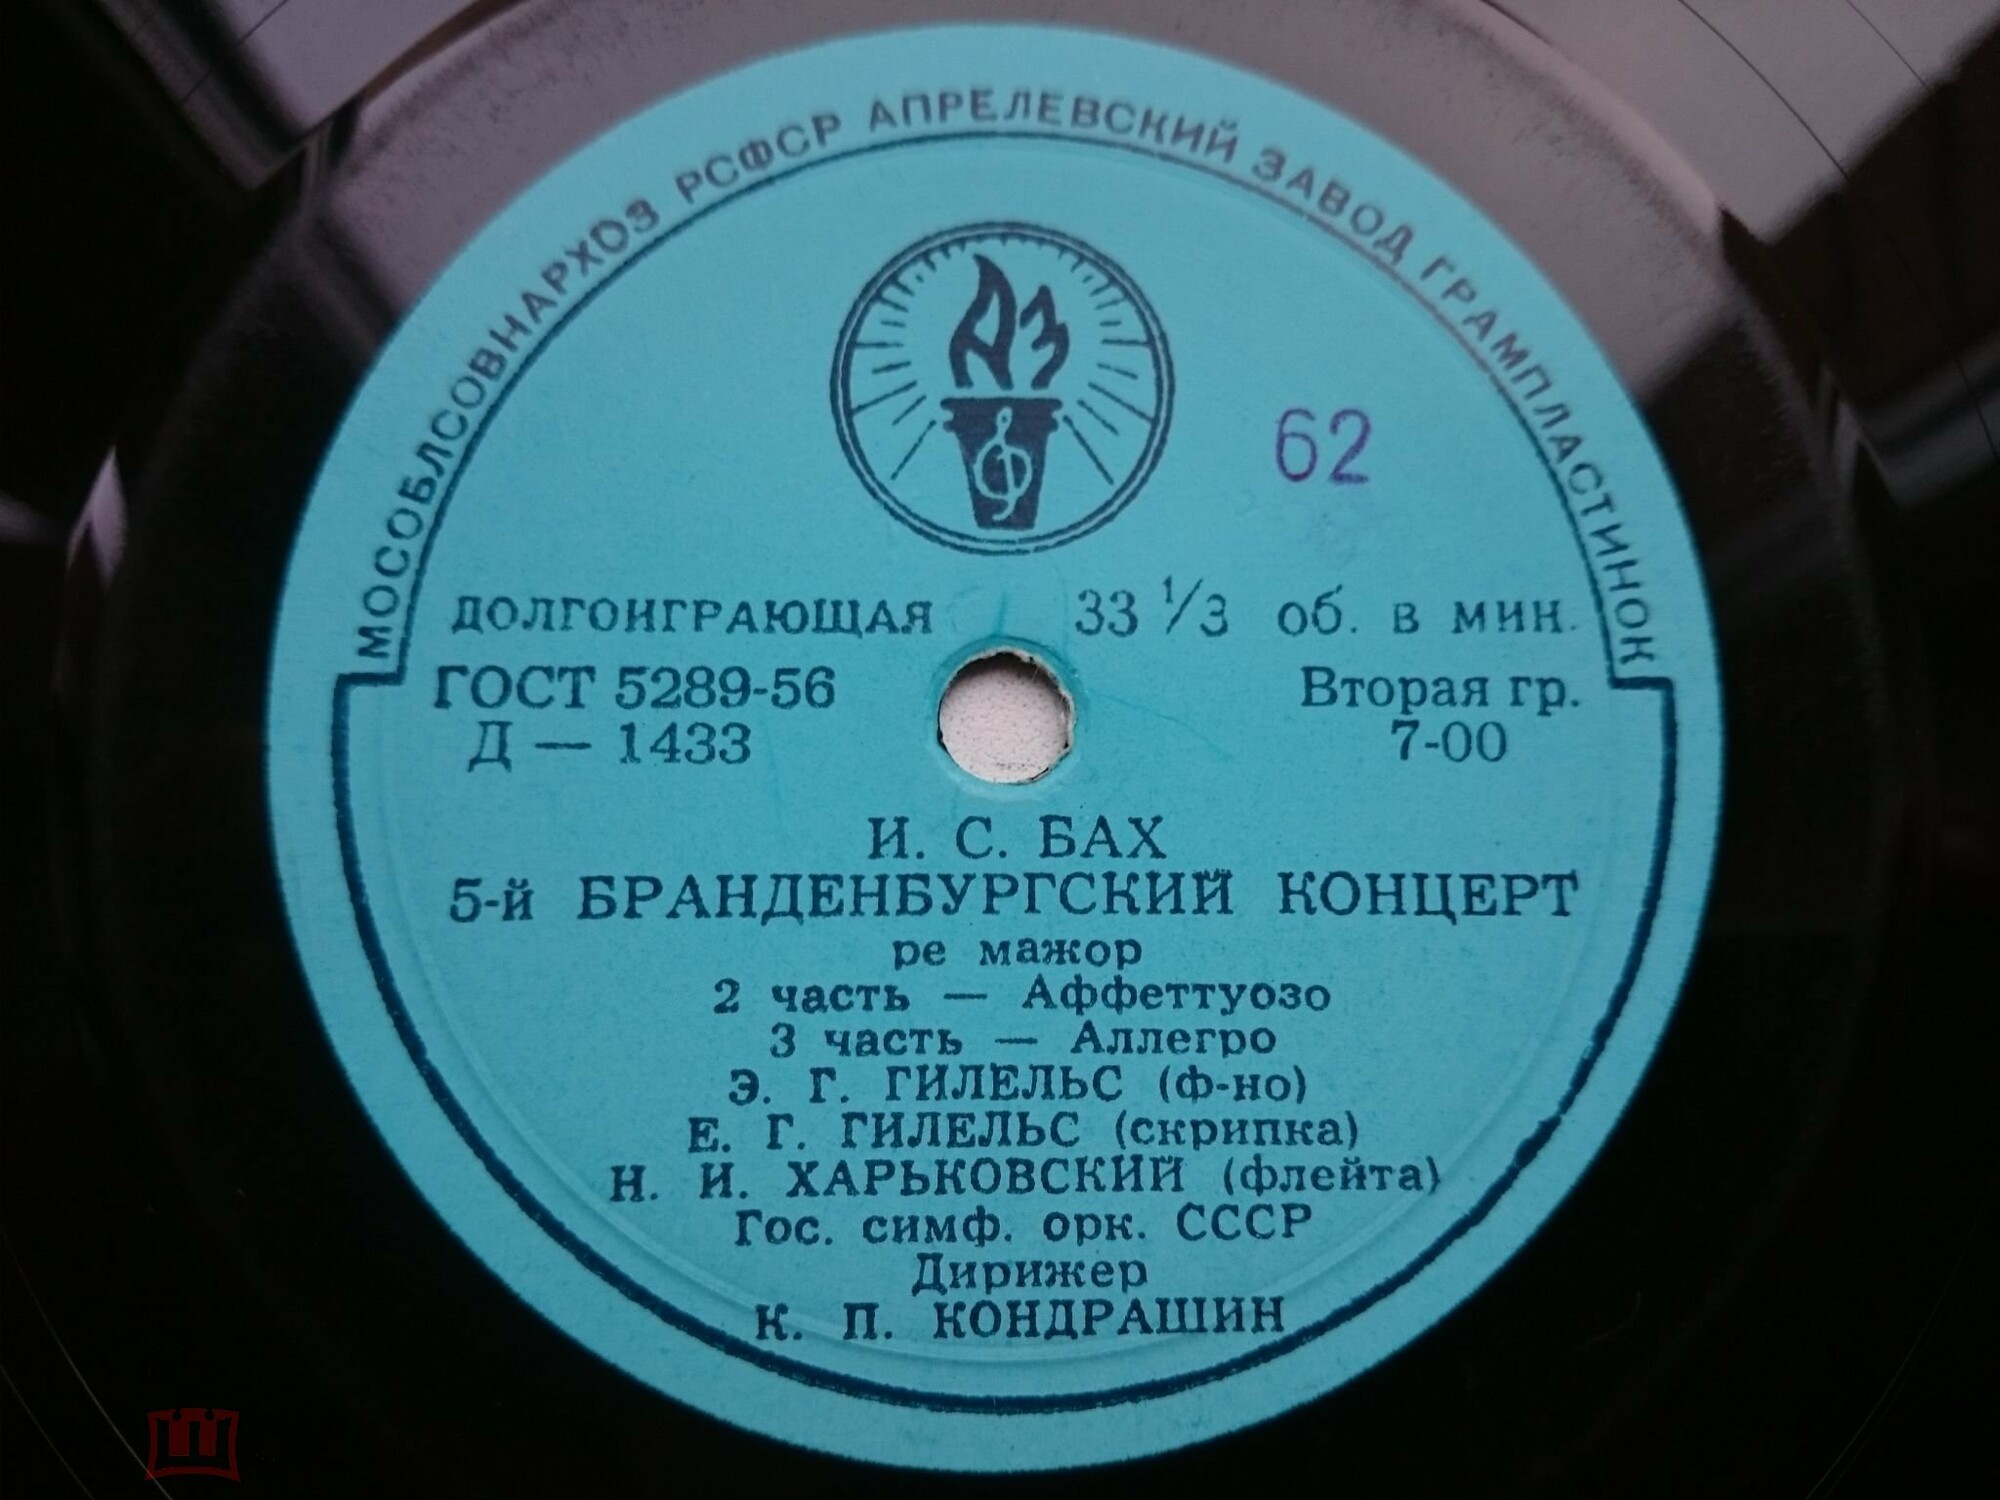 МОСОБЛСОВНАРХОЗ РСФСР АПРЕЛЕВСКИЙ ЗАВОД ГРАМПЛАСТИНОК
АЗ
62
ДОЛГОИГРАЮЩАЯ 33 1/3 об. в мин.
ГОСТ 5289-56 Вторая гр.
Д — 1433 7-00
И. С. БАХ
5-й БРАНДЕНБУРГСКИЙ КОНЦЕРТ
ре мажор
2 часть — Аффеттуозо
3 часть — Аллегро
Э. Г. ГИЛЕЛЬС (ф-но)
Е. Г. ГИЛЕЛЬС (скрипка)
Н. И. ХАРЬКОВСКИЙ (флейта)
Гос. симф. орк. СССР
Дирижер
К. П. КОНДРАШИН